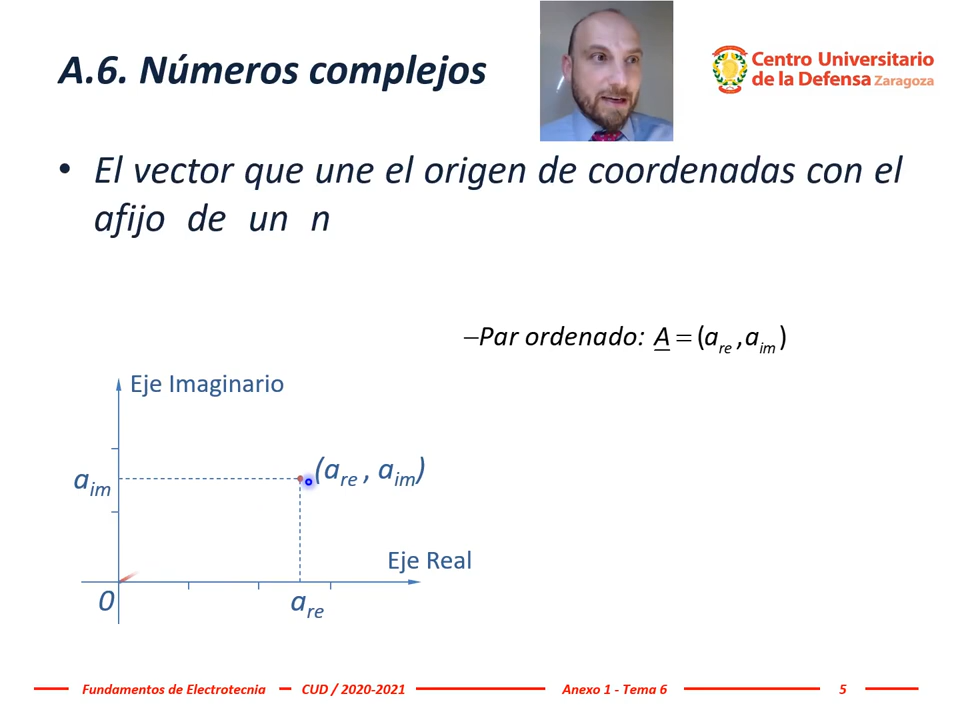 A.6. Números complejos
Centro Universitario
de la Defensa Zaragoza
• El vector que une el origen de coordenadas con el
afijo de un n
–Par ordenado: A = (are ,aim )
Eje Imaginario
aim
(are , aim)
Eje Real
0
are
Fundamentos de Electrotecnia
CUD / 2020-2021
Anexo 1 - Tema 6
5